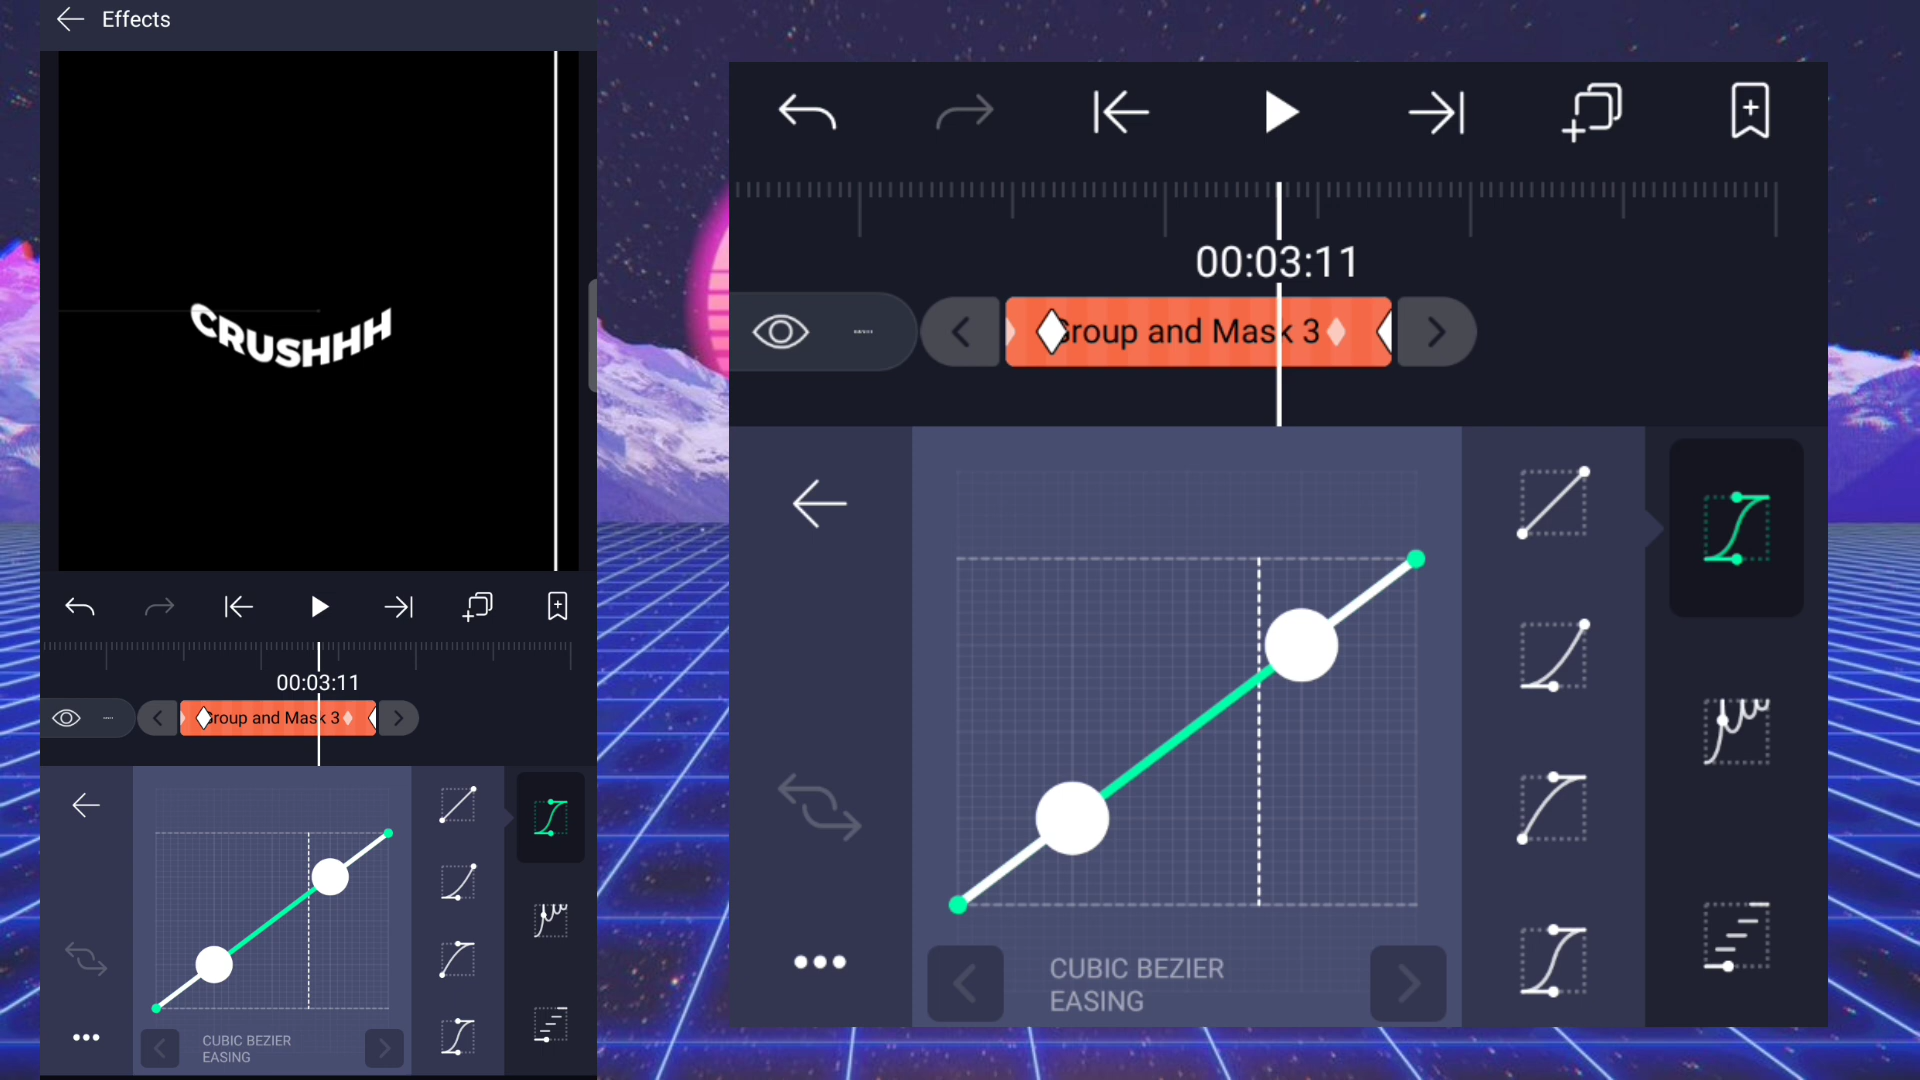 Effects
CRUSHHH
00:03:11
Group and Mask 3
CUBIC BEZIER
EASING
00:03:11
Group and Mask 3
CUBIC BEZIER
EASING